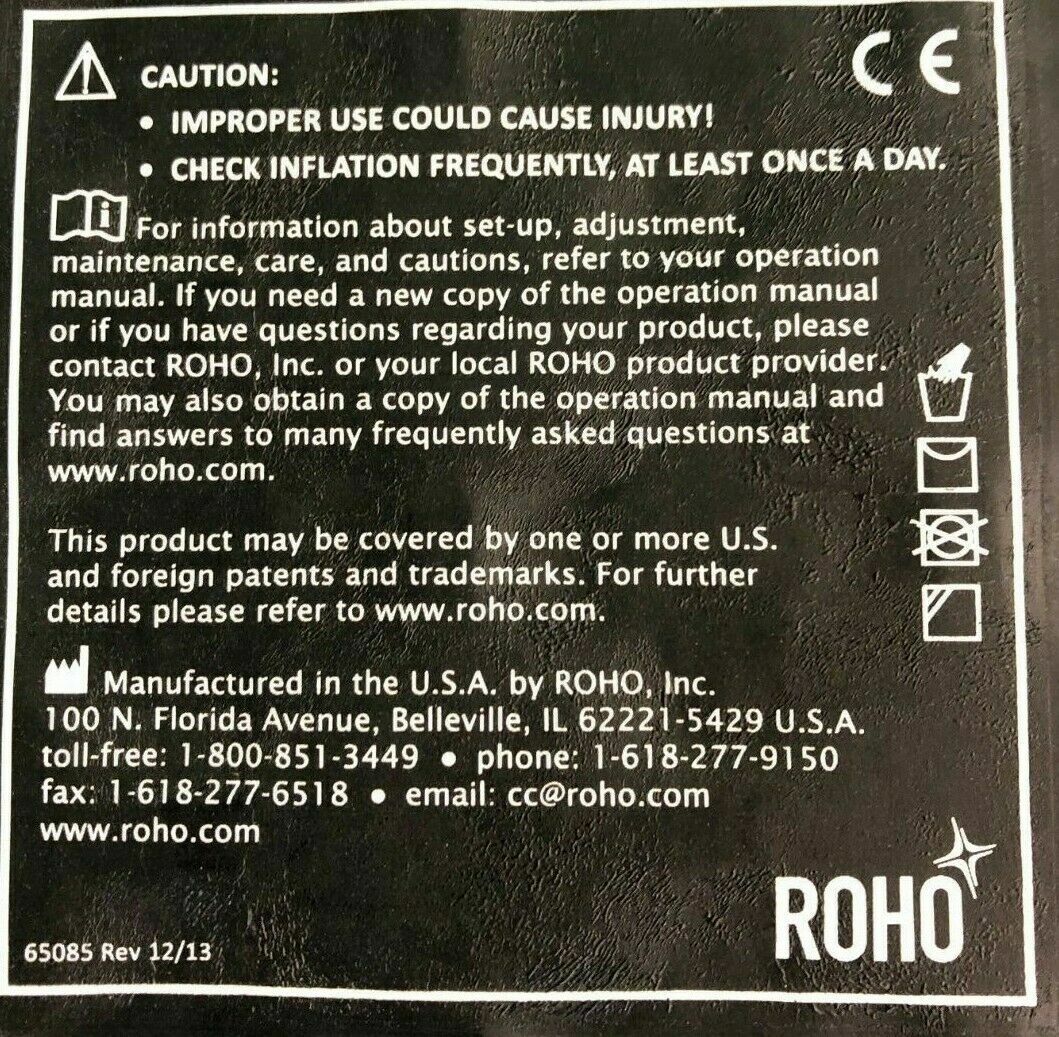 CAUTION:
• IMPROPER USE COULD CAUSE INJURY!
• CHECK INFLATION FREQUENTLY, AT LEAST ONCE A DAY.
CE
For information about set-up, adjustment,
maintenance, care, and cautions, refer to your operation
manual. If you need a new copy of the operation manual
or if you have questions regarding your product, please
contact ROHO, Inc. or your local ROHO product provider.
You may also obtain a copy of the operation manual and
find answers to many frequently asked questions at
www.roho.com.
This product may be covered by one or more U.S.
and foreign patents and trademarks. For further
details please refer to www.roho.com.
Manufactured in the U.S.A. by ROHO, Inc.
100 N. Florida Avenue, Belleville, IL 62221-5429 U.S.A.
toll-free: 1-800-851-3449 • phone: 1-618-277-9150
fax: 1-618-277-6518 • email: cc@roho.com
www.roho.com
ROHO
65085 Rev 12/13